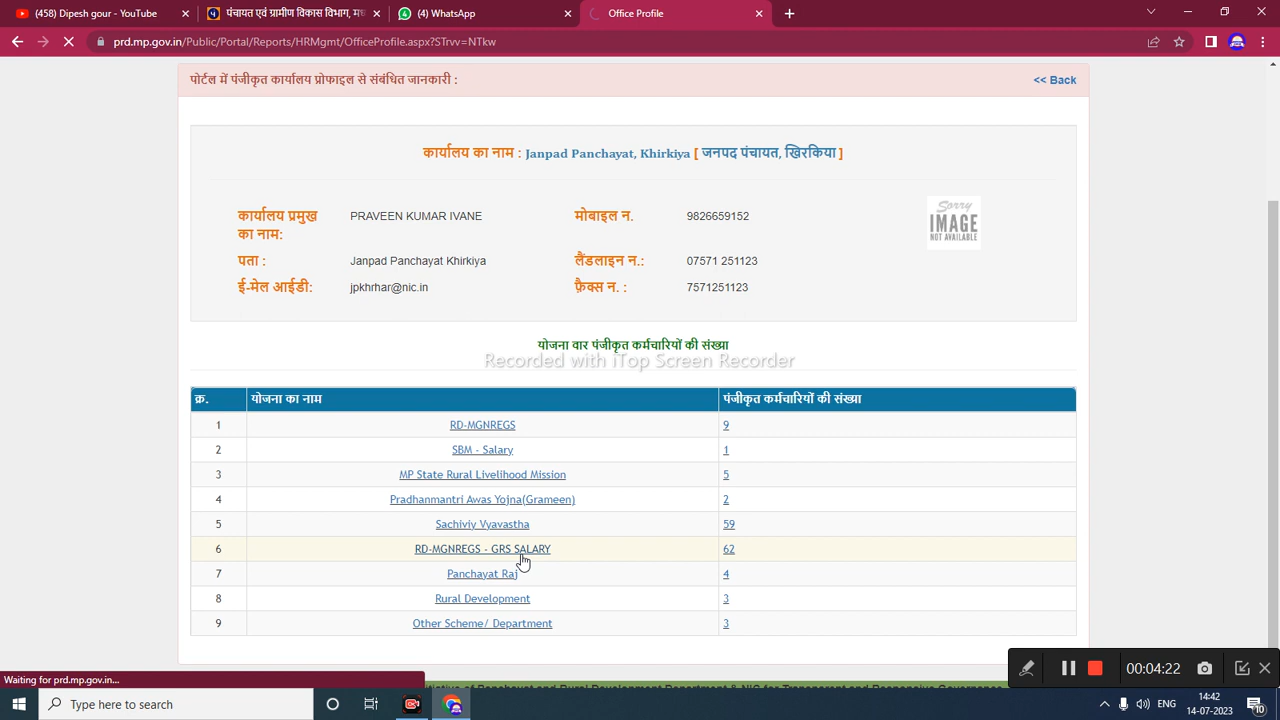 (458) Dipesh gour - YouTube
पंचायत एवं ग्रामीण विकास विभाग, मध
(4) WhatsApp
Office Profile
prd.mp.gov.in/Public/Portal/Reports/HRMgmt/OfficeProfile.aspx?STrvv=NTkw
पोर्टल में पंजीकृत कार्यालय प्रोफाइल से संबंधित जानकारी :
<< Back
कार्यालय का नाम : Janpad Panchayat, Khirkiya [ जनपद पंचायत, खिरकिया ]
कार्यालय प्रमुख का नाम: PRAVEEN KUMAR IVANE मोबाइल न. 9826659152
Sorry
IMAGE
NOT AVAILABLE
पता : Janpad Panchayat Khirkiya लैंडलाइन न.: 07571 251123
ई-मेल आईडी: jpkhrhar@nic.in फ़ैक्स न. : 7571251123
योजना वार पंजीकृत कर्मचारियों की संख्या
Recorded with iTop Screen Recorder
क्र. योजना का नाम पंजीकृत कर्मचारियों की संख्या
1 RD-MGNREGS 9
2 SBM - Salary 1
3 MP State Rural Livelihood Mission 5
4 Pradhanmantri Awas Yojna(Grameen) 2
5 Sachiviy Vyavastha 59
6 RD-MGNREGS - GRS SALARY 62
7 Panchayat Raj 4
8 Rural Development 3
9 Other Scheme/ Department 3
00:04:22
Waiting for prd.mp.gov.in...
Type here to search
ENG
14:42
14-07-2023
10